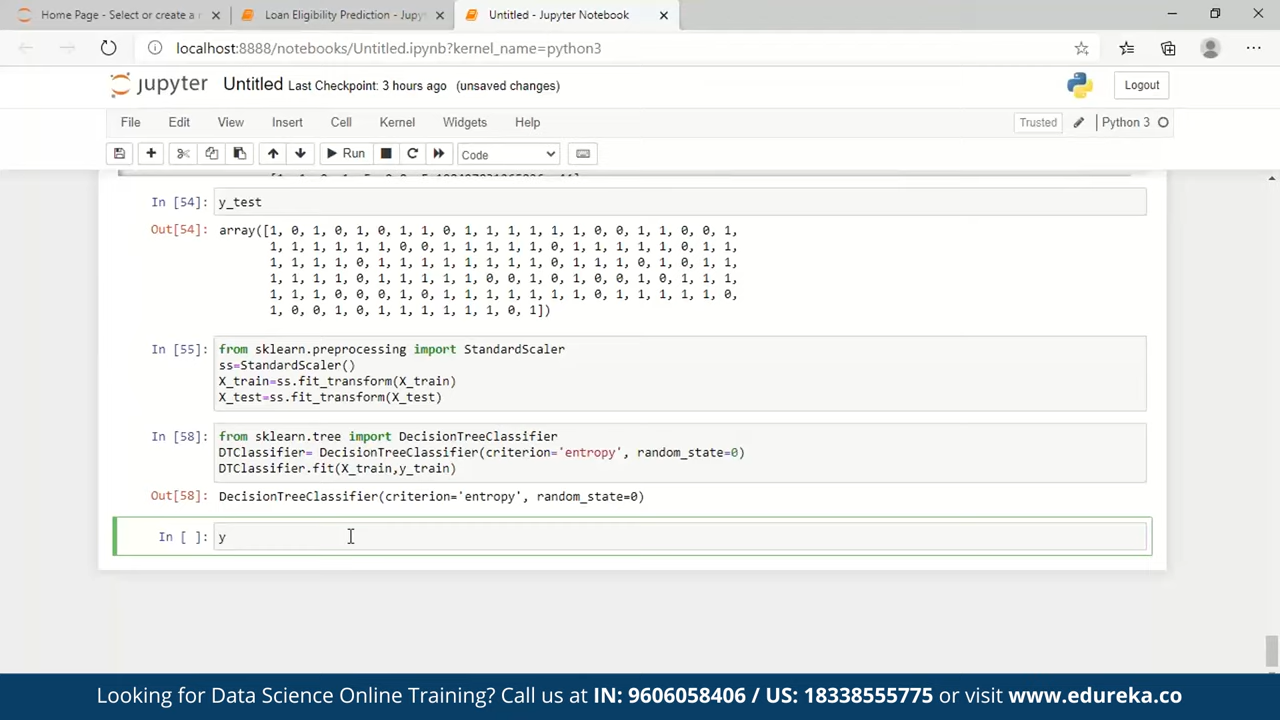 Home Page - Select or create a n
Loan Eligibility Prediction - Jupyt
Untitled - Jupyter Notebook
localhost:8888/notebooks/Untitled.ipynb?kernel_name=python3
jupyter Untitled Last Checkpoint: 3 hours ago (unsaved changes)
Logout
File Edit View Insert Cell Kernel Widgets Help
Trusted Python 3
Run Code
In [54]: y_test
Out[54]: array([1, 0, 1, 0, 1, 0, 1, 1, 0, 1, 1, 1, 1, 1, 1, 0, 0, 1, 1, 0, 0, 1,
1, 1, 1, 1, 1, 1, 0, 0, 1, 1, 1, 1, 1, 0, 1, 1, 1, 1, 1, 0, 1, 1,
1, 1, 1, 1, 0, 1, 1, 1, 1, 1, 1, 1, 1, 0, 1, 1, 1, 0, 1, 0, 1, 1,
1, 1, 1, 1, 0, 1, 1, 1, 1, 1, 0, 0, 1, 0, 1, 0, 0, 1, 0, 1, 1, 1,
1, 1, 1, 0, 0, 0, 1, 0, 1, 1, 1, 1, 1, 1, 1, 0, 1, 1, 1, 1, 1, 0,
1, 0, 0, 1, 0, 1, 1, 1, 1, 1, 1, 0, 1])
In [55]: from sklearn.preprocessing import StandardScaler
ss=StandardScaler()
X_train=ss.fit_transform(X_train)
X_test=ss.fit_transform(X_test)
In [58]: from sklearn.tree import DecisionTreeClassifier
DTClassifier= DecisionTreeClassifier(criterion='entropy', random_state=0)
DTClassifier.fit(X_train,y_train)
Out[58]: DecisionTreeClassifier(criterion='entropy', random_state=0)
In [ ]: y
Looking for Data Science Online Training? Call us at IN: 9606058406 / US: 18338555775 or visit www.edureka.co